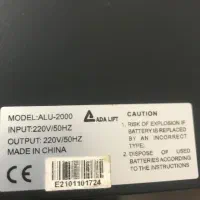 MODEL:ALU-2000
ADA LIFT
INPUT:220V/50HZ
OUTPUT: 220V/50HZ
MADE IN CHINA
CE
E2101101724
CAUTION
1. RISK OF EXPLOSION IF
BATTERY IS REPLACED
BY AN INCORRECT
TYPE;
2. DISPOSE OF USED
BATTERIES ACCORDING
TO THE INSTRUCTIONS